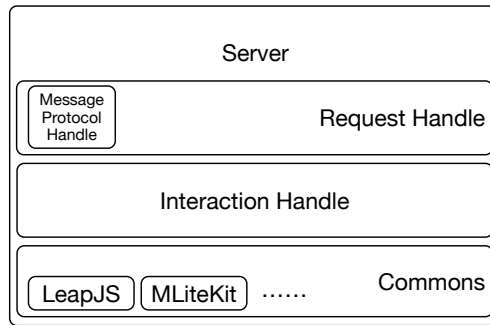 Server
Message
Protocol
Handle
Request Handle
Interaction Handle
LeapJS
MLiteKit
......
Commons